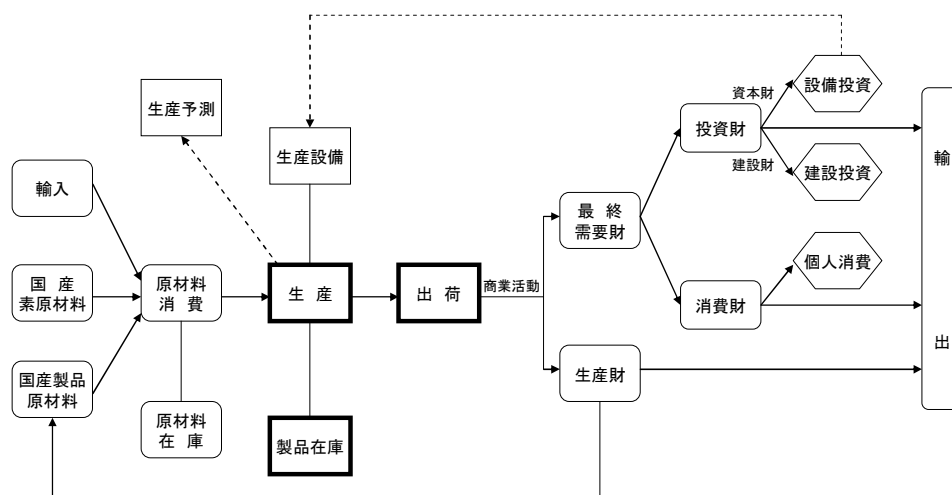 生産予測
生産設備
輸入
国 産
素原材料
国産製品
原材料
原材料
消 費
原材料
在 庫
生 産
製品在庫
出 荷
商業活動
最 終
需要財
生産財
投資財
消費財
資本財
建設財
設備投資
建設投資
個人消費
輸
出